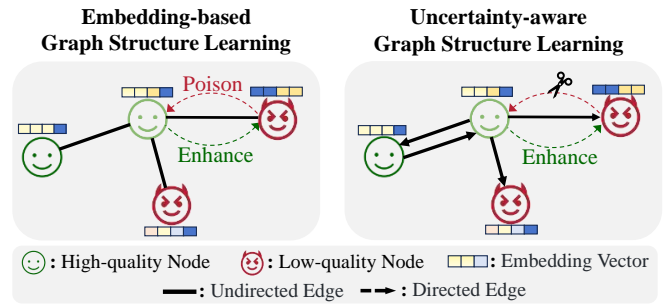 Embedding-based
Graph Structure Learning
Uncertainty-aware
Graph Structure Learning
Poison
Enhance
Enhance
: High-quality Node
: Low-quality Node
: Embedding Vector
: Undirected Edge
: Directed Edge